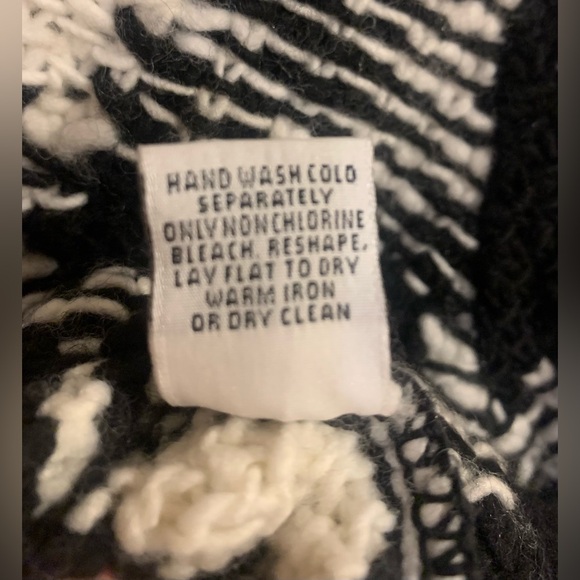 HAND WASH COLD
SEPARATELY
ONLY NONCHLORINE
BLEACH. RESHAPE,
LAY FLAT TO DRY
WARM IRON
OR DRY CLEAN